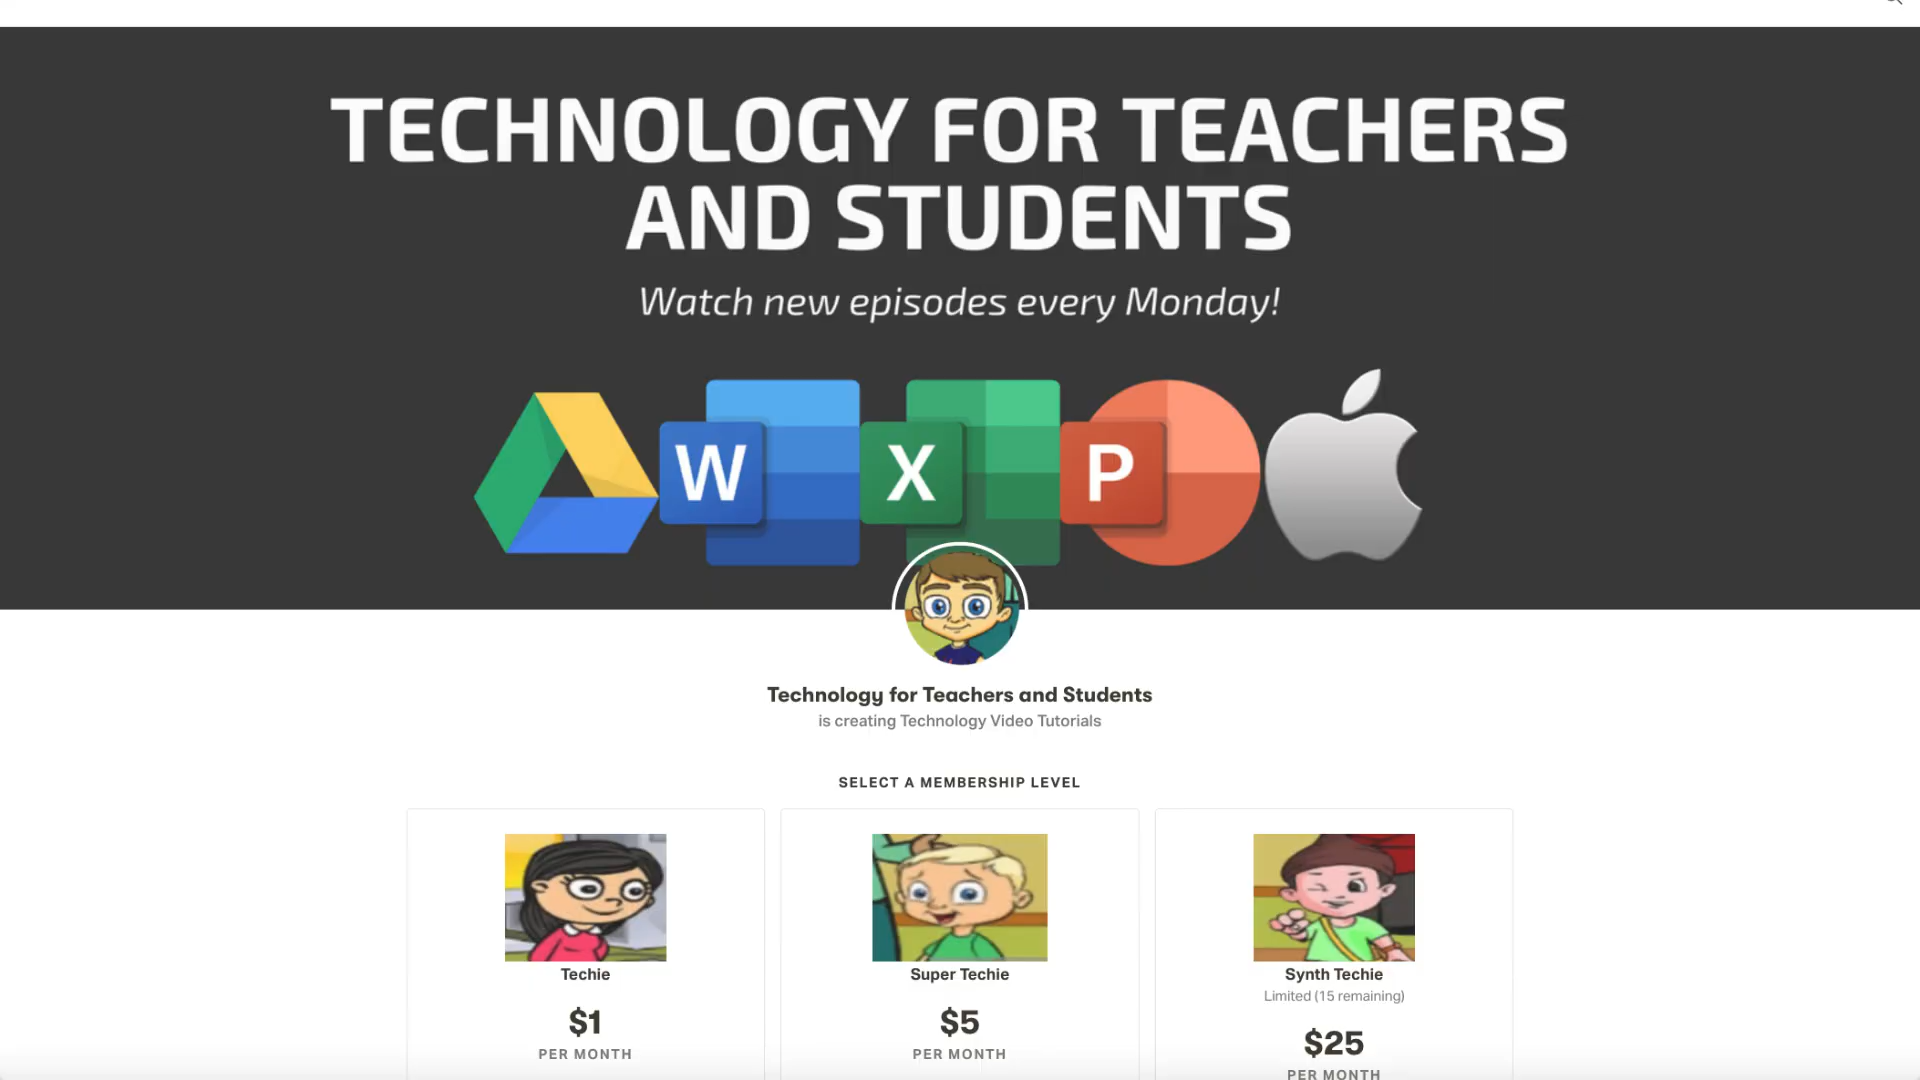 TECHNOLOGY FOR TEACHERS
AND STUDENTS
Watch new episodes every Monday!
W X P
Technology for Teachers and Students
is creating Technology Video Tutorials
SELECT A MEMBERSHIP LEVEL
Techie
$1
PER MONTH
Super Techie
$5
PER MONTH
Synth Techie
Limited (15 remaining)
$25
PER MONTH